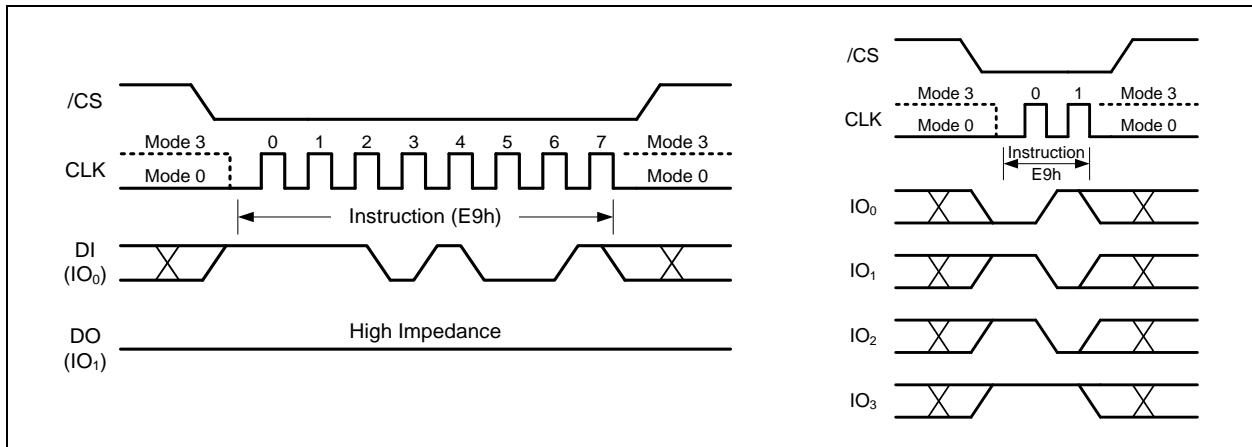 /CS
Mode 3 0 1 2 3 4 5 6 7 Mode 3
CLK
Mode 0 Mode 0
Instruction (E9h)
DI
(IO0)
High Impedance
DO
(IO1)
/CS
Mode 3 0 1 Mode 3
CLK
Mode 0 Mode 0
Instruction
E9h
IO0
IO1
IO2
IO3